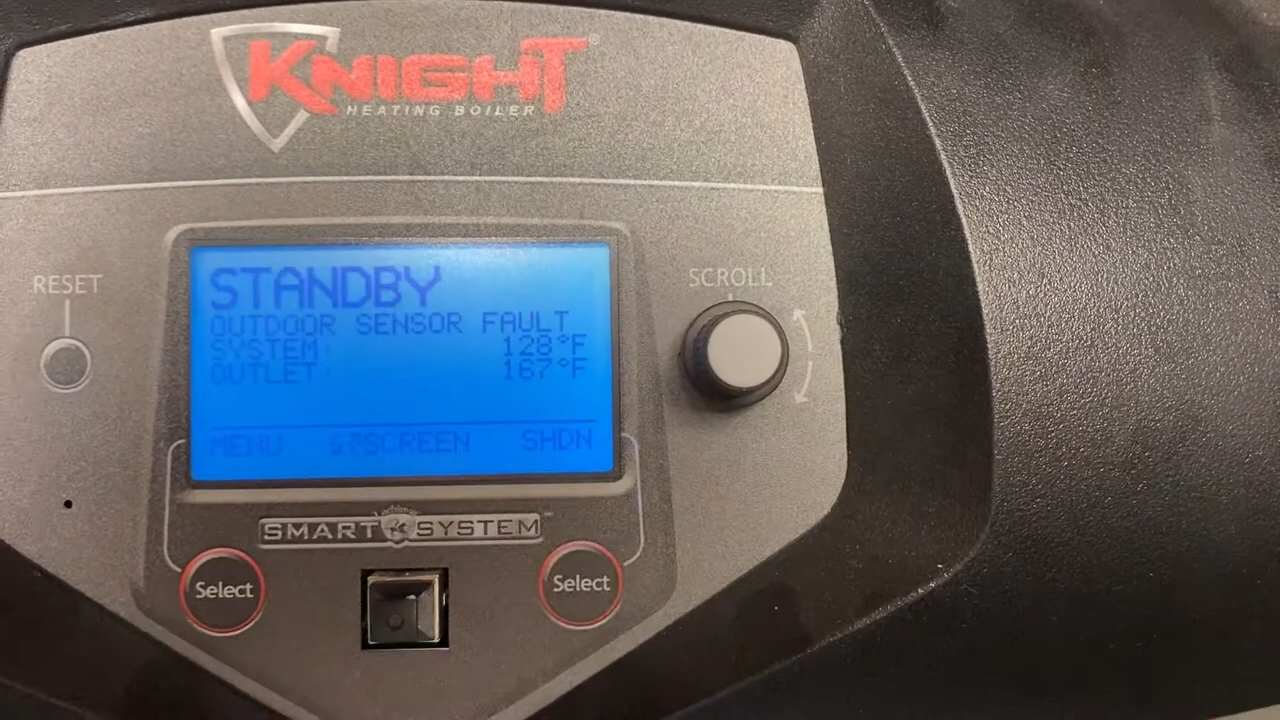 KNIGHT®
HEATING BOILER
RESET
SCROLL
STANDBY
OUTDOOR SENSOR FAULT
SYSTEM: 128°F
OUTLET: 167°F
MENU SCREEN SHDN
SMART SYSTEM™
Select Select